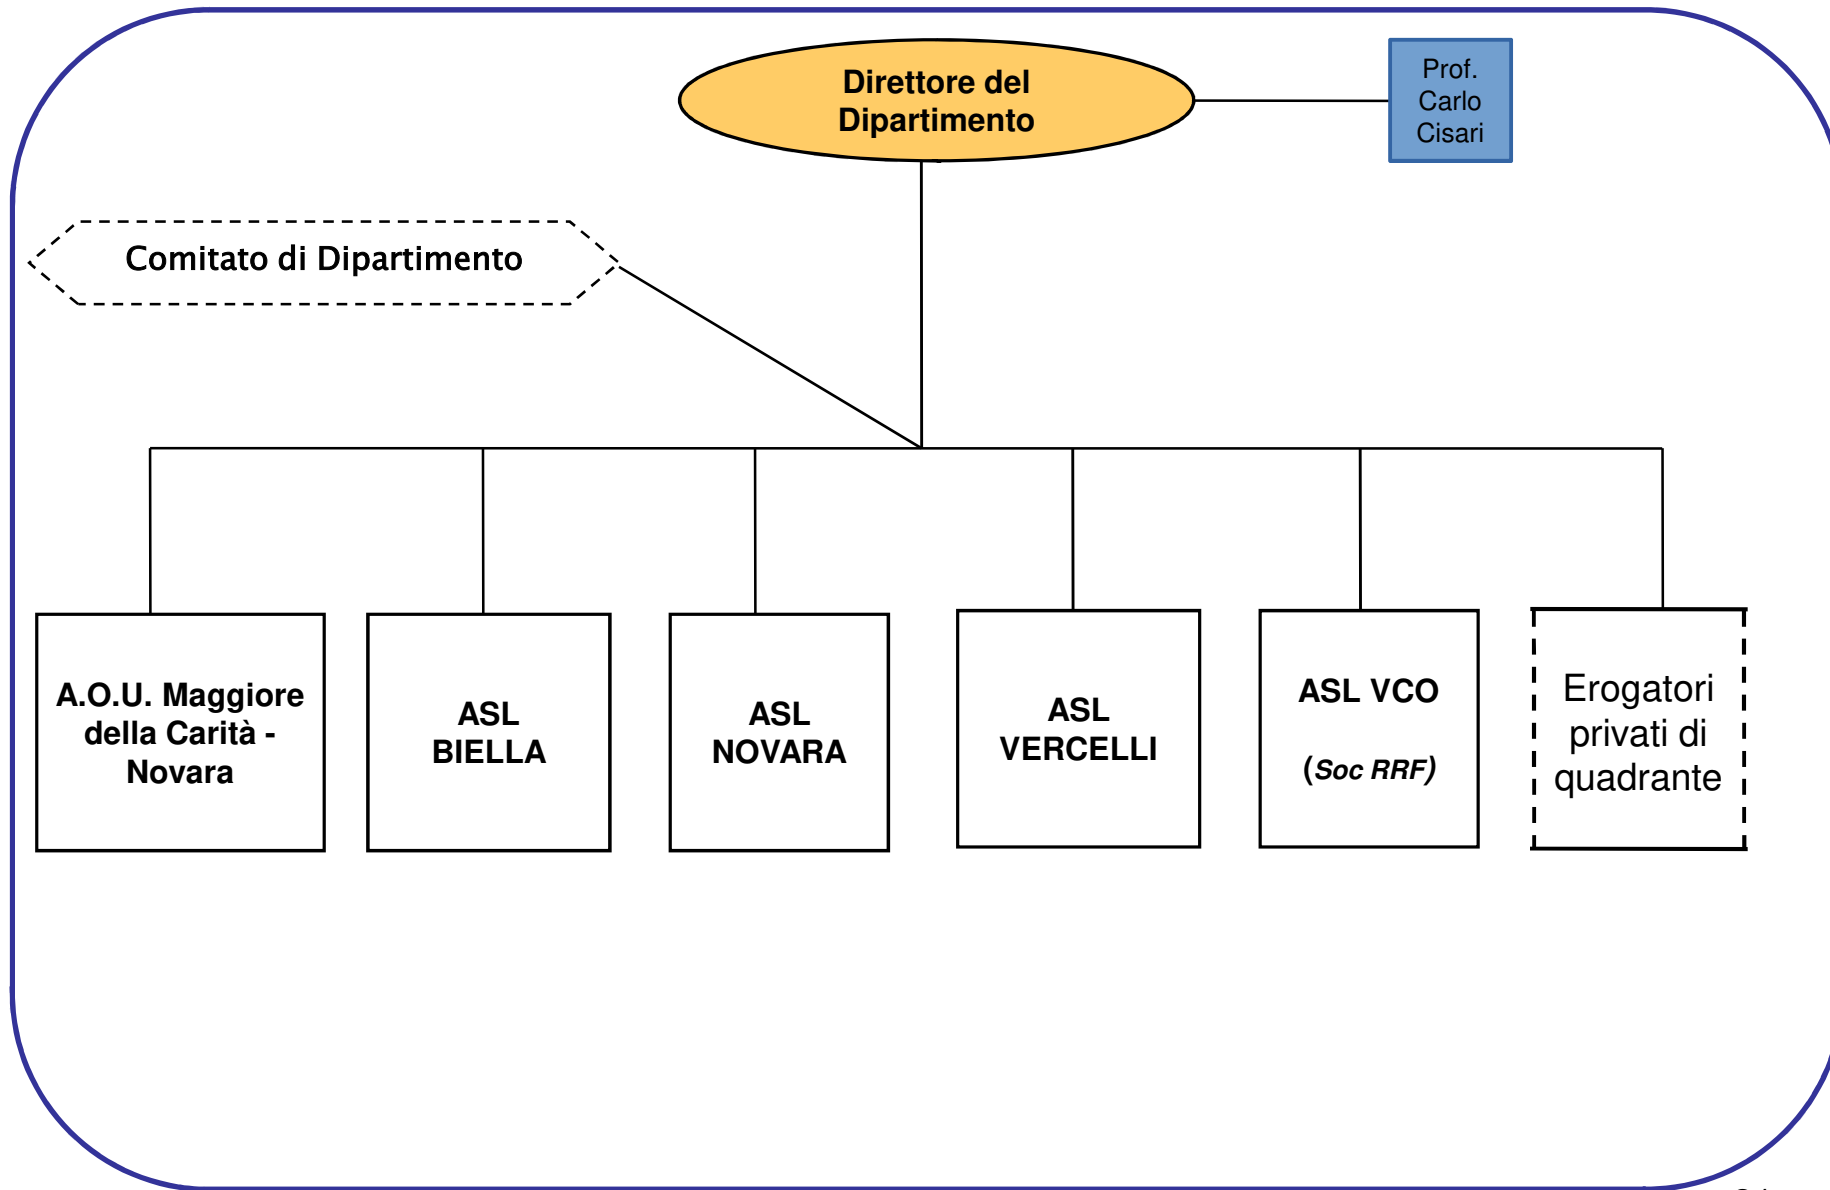 Direttore del
Dipartimento
Prof.
Carlo
Cisari
Comitato di Dipartimento
A.O.U. Maggiore
della Carità -
Novara
ASL
BIELLA
ASL
NOVARA
ASL
VERCELLI
ASL VCO
(Soc RRF)
Erogatori
privati di
quadrante